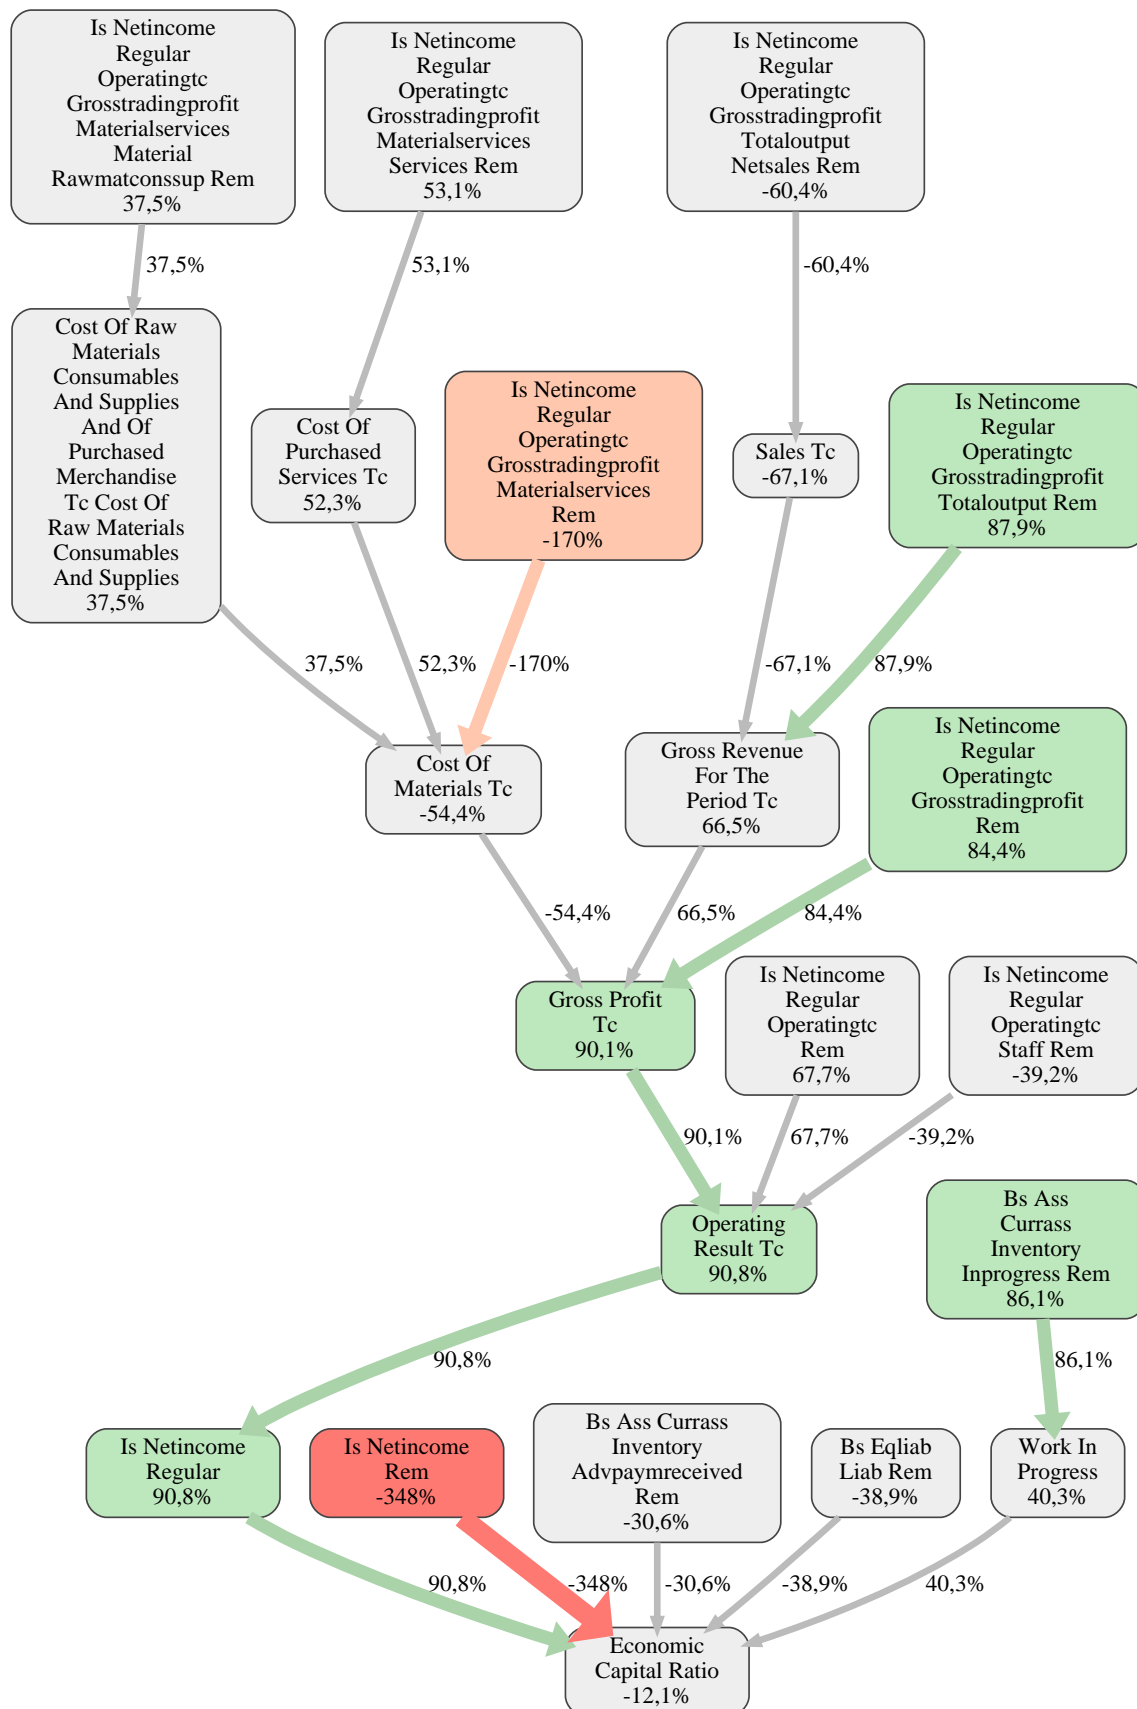 Is Netincome
Regular
Operatingtc
Grosstradingprofit
Materialservices
Material
Rawmatconssup Rem
37,5%
Is Netincome
Regular
Operatingtc
Grosstradingprofit
Materialservices
Services Rem
53,1%
Is Netincome
Regular
Operatingtc
Grosstradingprofit
Totaloutput
Netsales Rem
-60,4%
37,5%
53,1%
-60,4%
Cost Of Raw
Materials
Consumables
And Supplies
And Of
Purchased
Merchandise
Tc Cost Of
Raw Materials
Consumables
And Supplies
37,5%
Cost Of
Purchased
Services Tc
52,3%
Is Netincome
Regular
Operatingtc
Grosstradingprofit
Materialservices
Rem
-170%
Sales Tc
-67,1%
Is Netincome
Regular
Operatingtc
Grosstradingprofit
Totaloutput Rem
87,9%
37,5%
52,3%
-170%
-67,1%
87,9%
Cost Of
Materials Tc
-54,4%
Gross Revenue
For The
Period Tc
66,5%
Is Netincome
Regular
Operatingtc
Grosstradingprofit
Rem
84,4%
-54,4%
66,5%
84,4%
Gross Profit
Tc
90,1%
Is Netincome
Regular
Operatingtc
Rem
67,7%
Is Netincome
Regular
Operatingtc
Staff Rem
-39,2%
90,1%
67,7%
-39,2%
Operating
Result Tc
90,8%
Bs Ass
Currass
Inventory
Inprogress Rem
86,1%
90,8%
86,1%
Is Netincome
Regular
90,8%
Is Netincome
Rem
-348%
Bs Ass Currass
Inventory
Advpaymreceived
Rem
-30,6%
Bs Eqliab
Liab Rem
-38,9%
Work In
Progress
40,3%
90,8%
-348%
-30,6%
-38,9%
40,3%
Economic
Capital Ratio
-12,1%